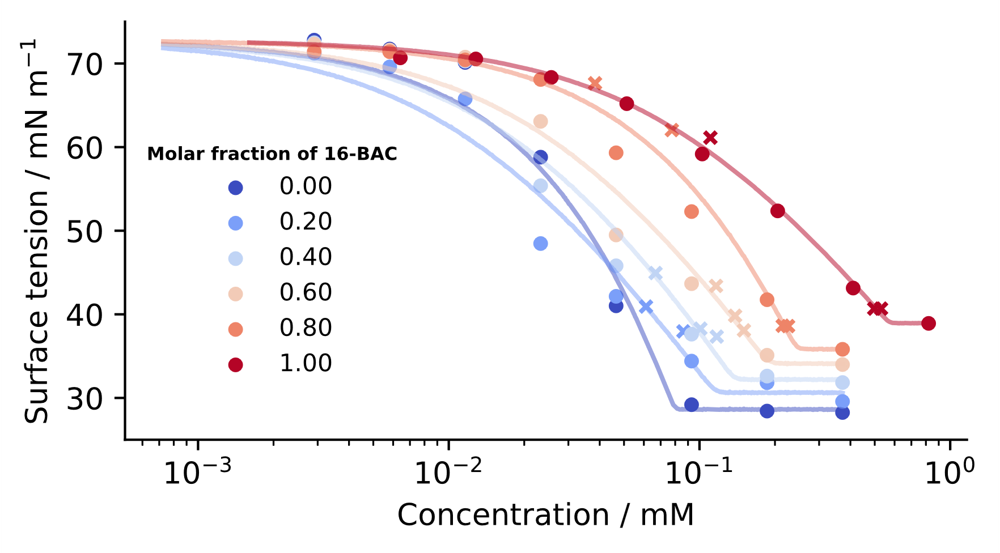 Surface tension / mN m⁻¹
70
60
50
40
30
Molar fraction of 16-BAC
0.00
0.20
0.40
0.60
0.80
1.00
10⁻³ 10⁻² 10⁻¹ 10⁰
Concentration / mM